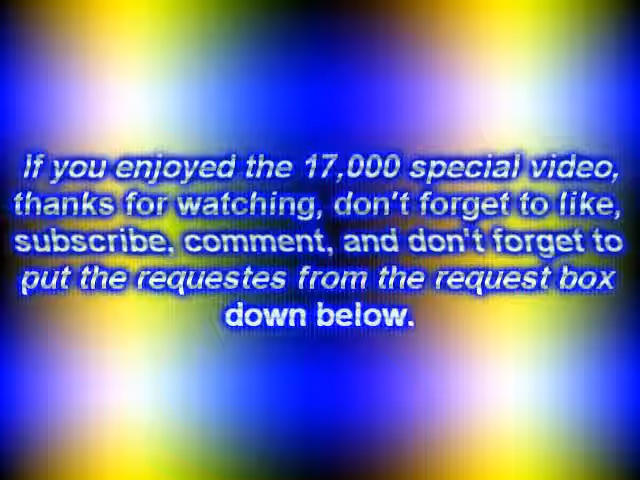 If you enjoyed the 17,000 special video,
thanks for watching, don't forget to like,
subscribe, comment, and don't forget to
put the requestes from the request box
down below.